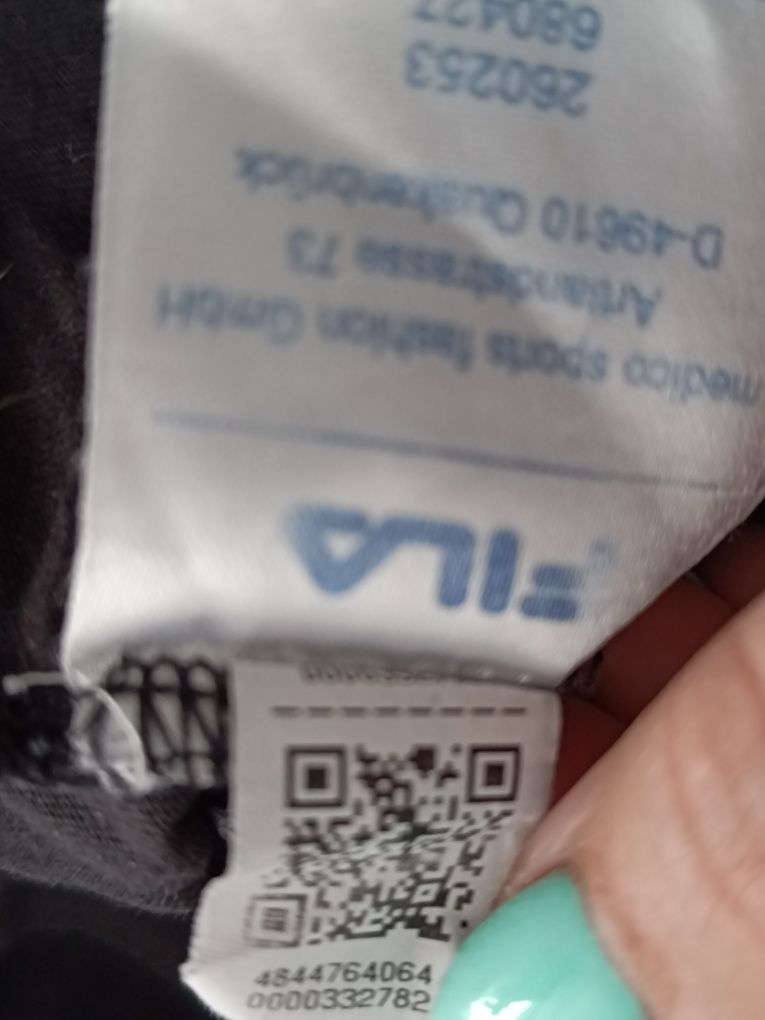 FILA
medico sports fashion GmbH
Artlandstrasse 73
D-49610 Quakenbrück
260253
680427
4844764064
0000332782